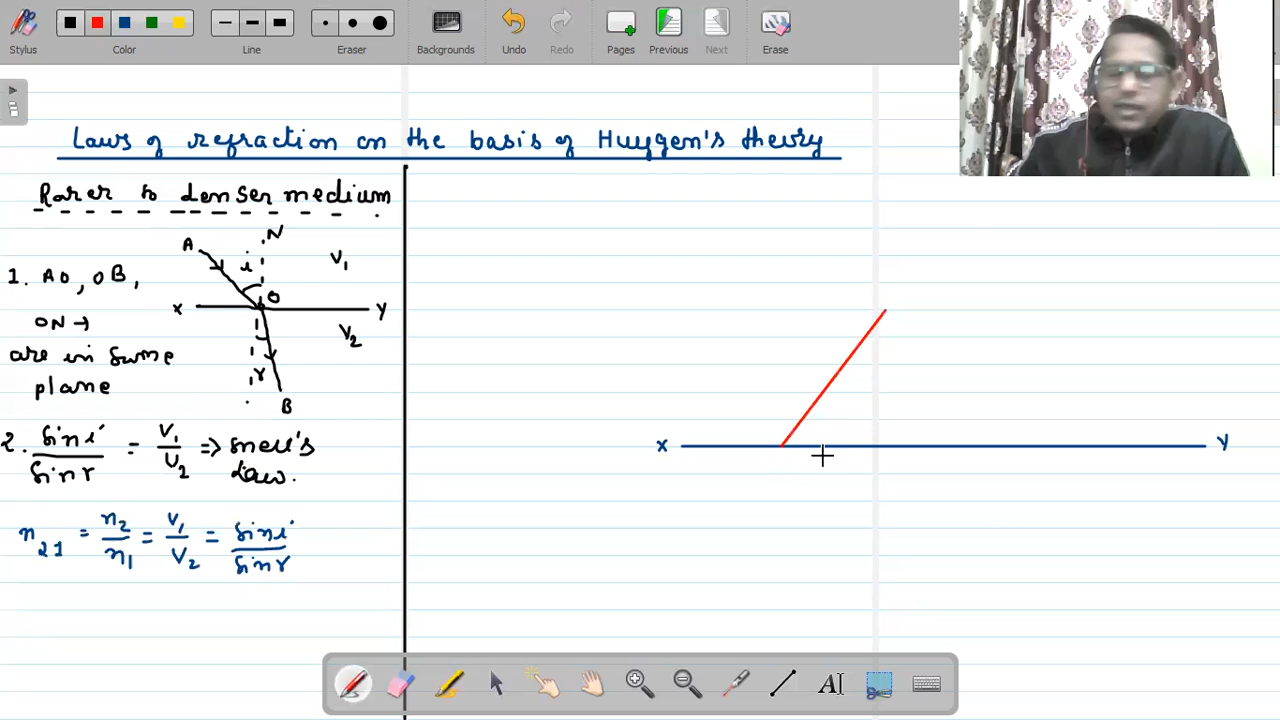 Stylus
Color
Line
Eraser
Backgrounds
Undo
Redo
Pages
Previous
Next
Erase
Laws of refraction on the basis of Huygen's theory
Rarer to denser medium
1. AO, OB,
ON →
are in same
plane
A
N
i
V1
X
O
Y
V2
r
B
2. sin i / sin r = V1 / V2 => Snell's
Law.
n21 = n2 / n1 = V1 / V2 = sin i / sin r
X
Y
AI